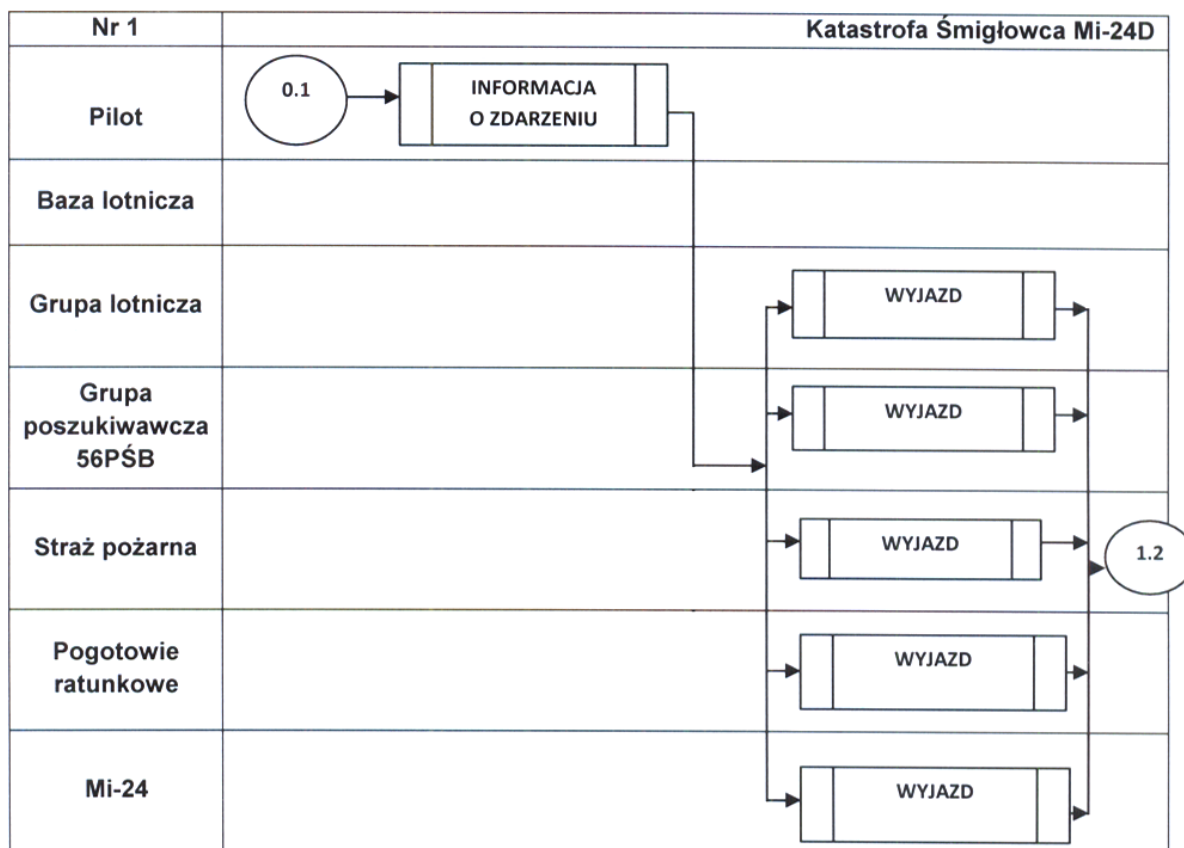 Nr 1
Katastrofa Śmigłowca Mi-24D
Pilot
0.1
INFORMACJA
O ZDARZENIU
Baza lotnicza
Grupa lotnicza
WYJAZD
Grupa
poszukiwawcza
56PŚB
WYJAZD
Straż pożarna
WYJAZD
1.2
Pogotowie
ratunkowe
WYJAZD
Mi-24
WYJAZD